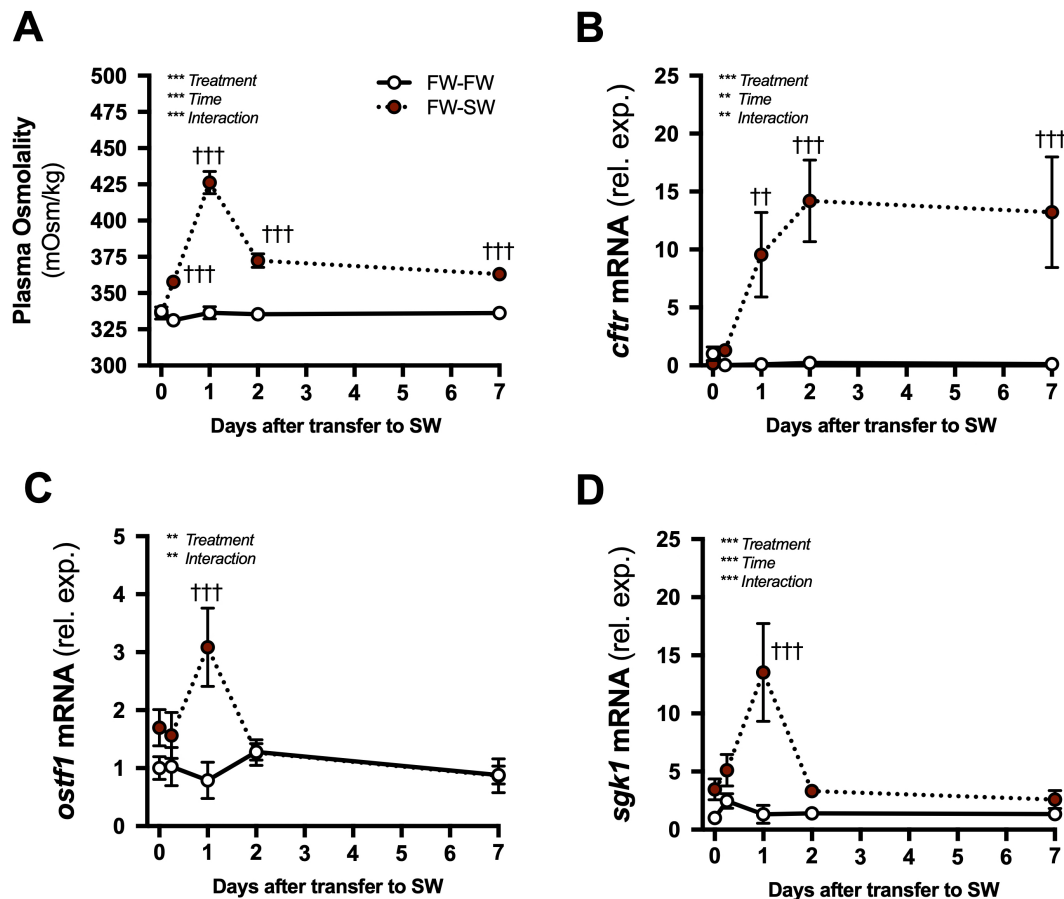 A
500
475
450
425
400
375
350
325
300
Plasma Osmolality
(mOsm/kg)
*** Treatment
*** Time
*** Interaction
FW-FW
FW-SW
†††
†††
†††
†††
0 1 2 3 4 5 6 7
Days after transfer to SW
B
25
20
15
10
5
0
cftr mRNA (rel. exp.)
*** Treatment
** Time
** Interaction
††
†††
†††
0 1 2 3 4 5 6 7
Days after transfer to SW
C
5
4
3
2
1
0
ostf1 mRNA (rel. exp.)
** Treatment
** Interaction
†††
0 1 2 3 4 5 6 7
Days after transfer to SW
D
25
20
15
10
5
0
sgk1 mRNA (rel. exp.)
*** Treatment
*** Time
*** Interaction
†††
0 1 2 3 4 5 6 7
Days after transfer to SW